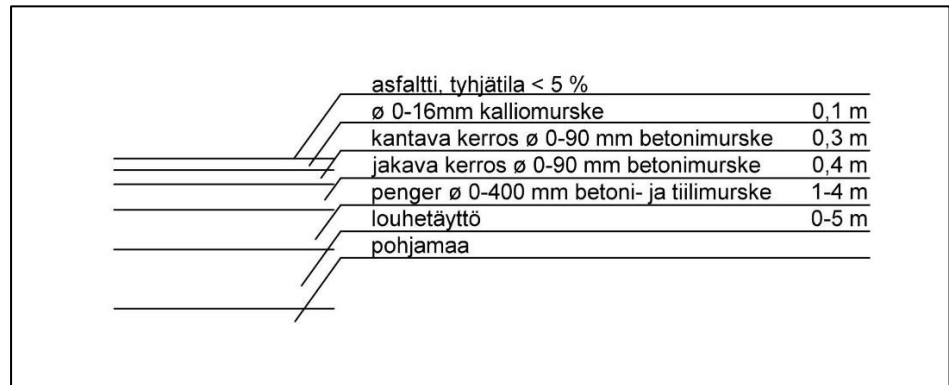 asfaltti, tyhjätila < 5 %
ø 0-16mm kalliomurske 0,1 m
kantava kerros ø 0-90 mm betonimurske 0,3 m
jakava kerros ø 0-90 mm betonimurske 0,4 m
penger ø 0-400 mm betoni- ja tiilimurske 1-4 m
louhetäyttö 0-5 m
pohjamaa